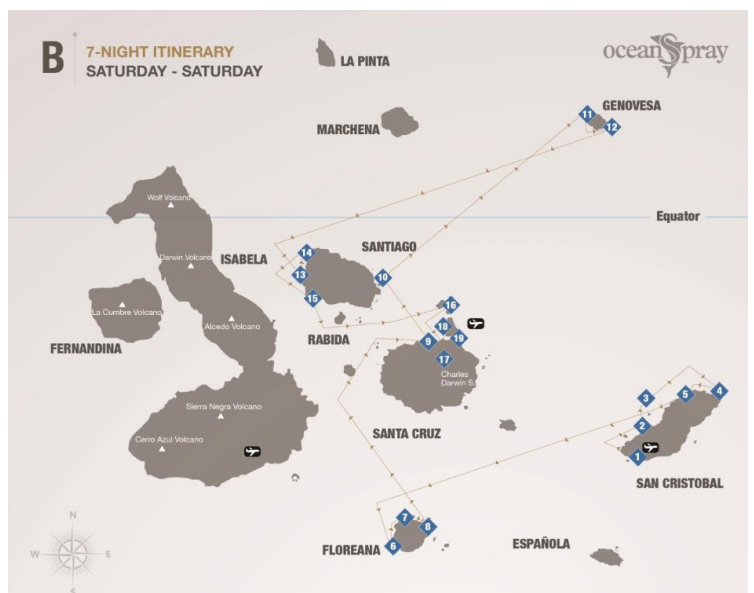 B
7-NIGHT ITINERARY
SATURDAY - SATURDAY
ocean Spray
LA PINTA
MARCHENA
GENOVESA
11
12
Wolf Volcano
Equator
Darwin Volcano
ISABELA
SANTIAGO
14
13
10
15
La Cumbre Volcano
Alcedo Volcano
FERNANDINA
RABIDA
16
18
19
9
17
Charles
Darwin S.
Sierra Negra Volcano
Cerro Azul Volcano
SANTA CRUZ
3
5
4
2
1
SAN CRISTOBAL
7
8
6
FLOREANA
ESPAÑOLA
N
W
E
S